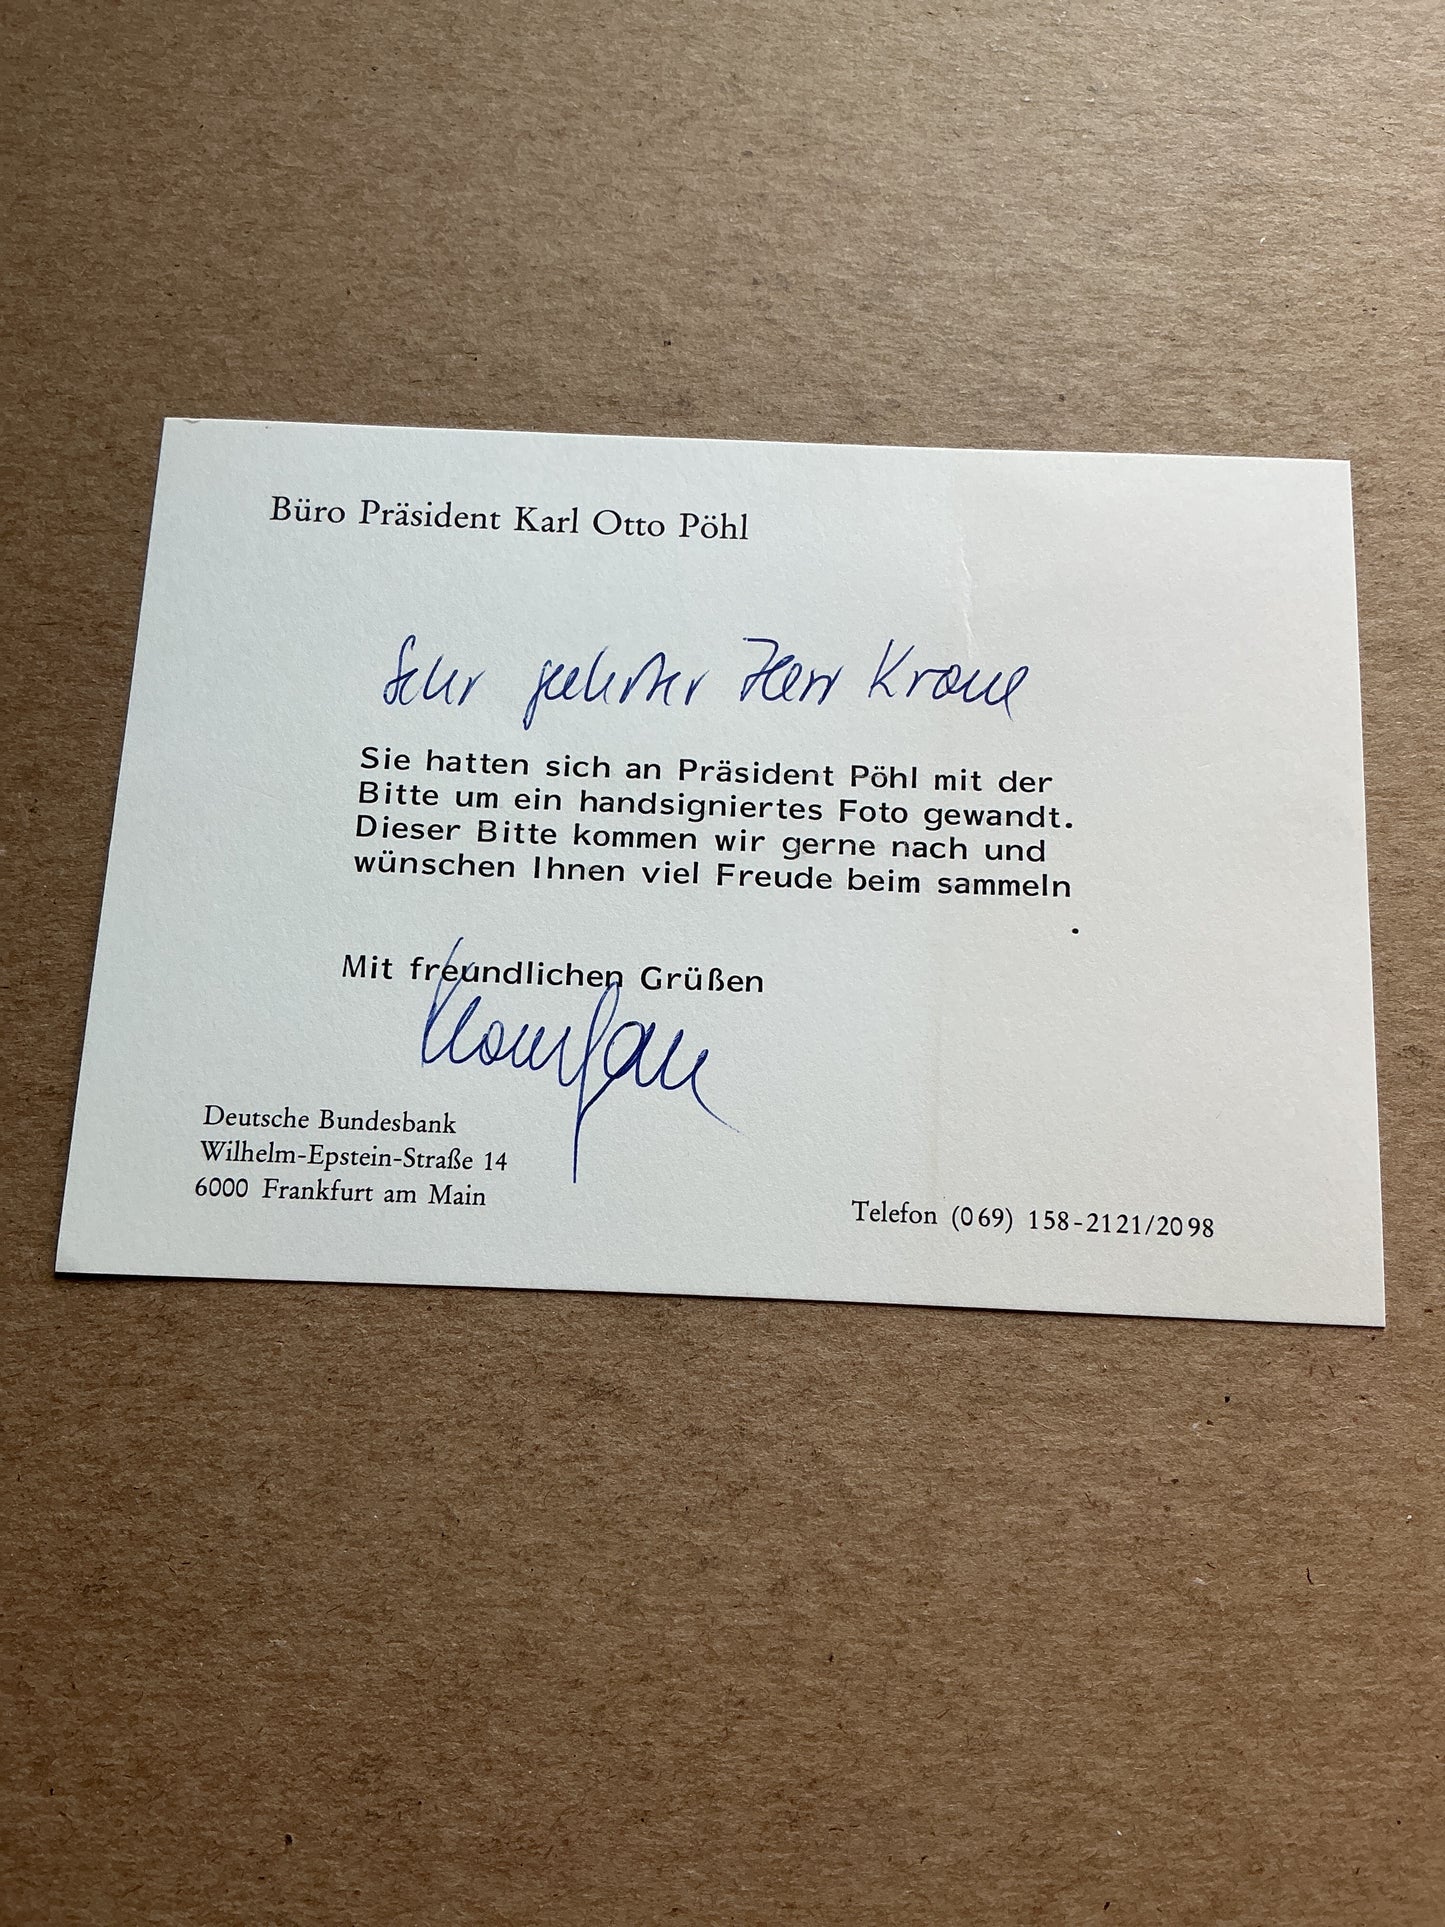 Büro Präsident Karl Otto Pöhl
Sehr geehrter Herr
Sie hatten sich an Präsident Pöhl mit der
Bitte um ein handsigniertes Foto gewandt.
Dieser Bitte kommen wir gerne nach und
wünschen Ihnen viel Freude beim sammeln
.
Mit freundlichen Grüßen
Deutsche Bundesbank
Wilhelm-Epstein-Straße 14
6000 Frankfurt am Main
Telefon (069) 158-2121/2098